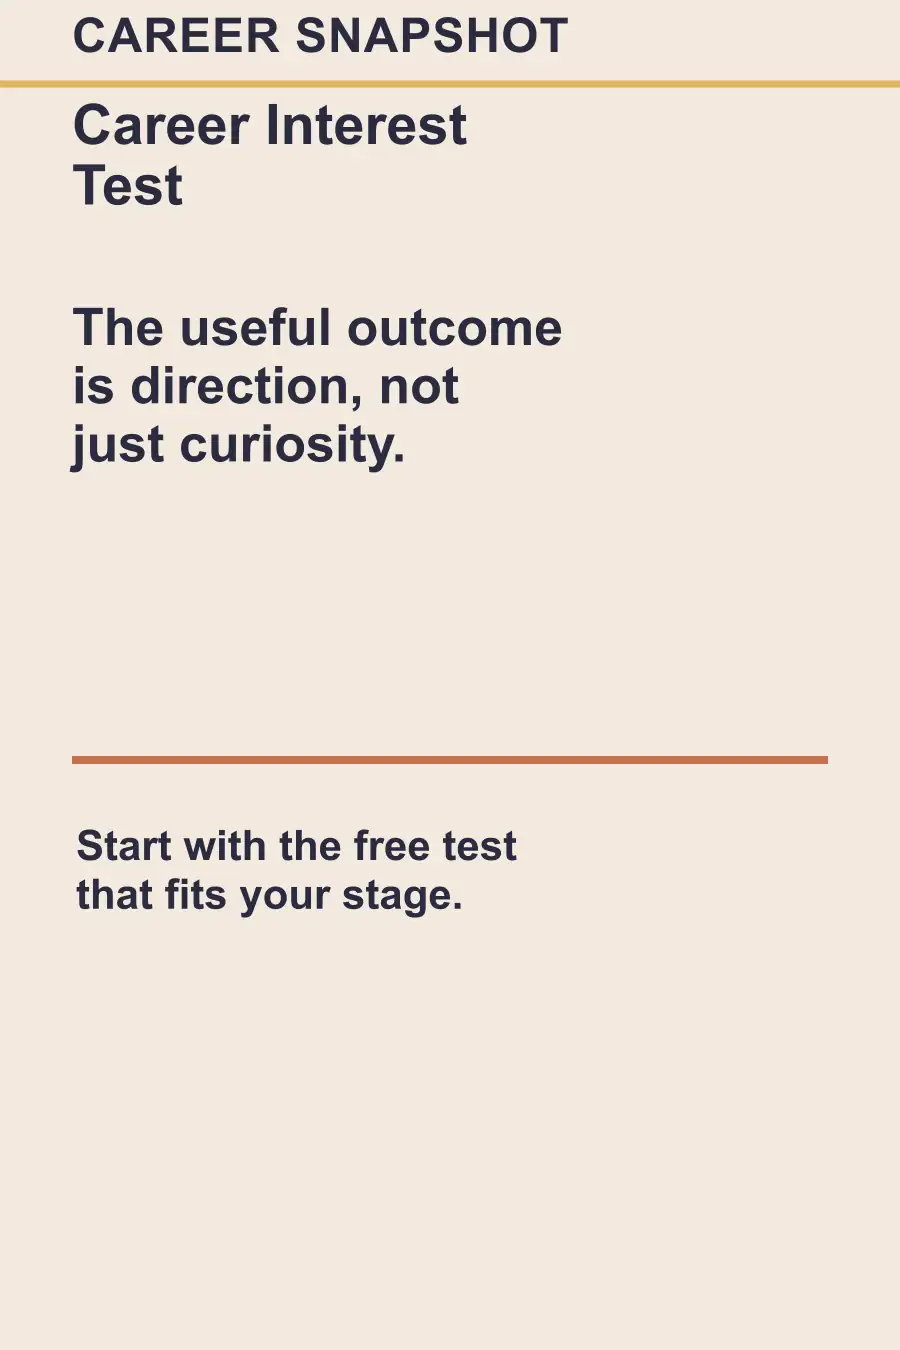 CAREER SNAPSHOT
Career Interest
Test
The useful outcome
is direction, not
just curiosity.
Start with the free test
that fits your stage.